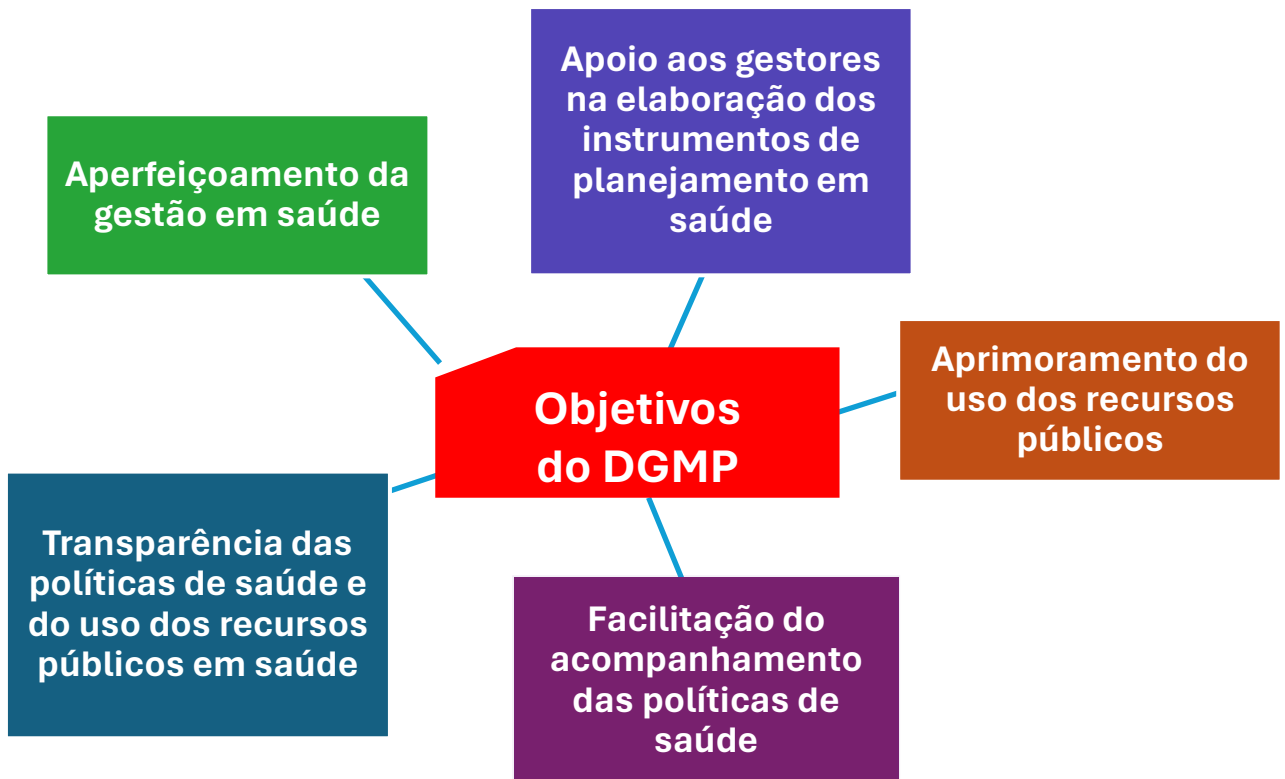 Apoio aos gestores
na elaboração dos
instrumentos de
planejamento em
saúde
Aperfeiçoamento da
gestão em saúde
Aprimoramento do
uso dos recursos
públicos
Objetivos
do DGMP
Transparência das
políticas de saúde e
do uso dos recursos
públicos em saúde
Facilitação do
acompanhamento
das políticas de
saúde